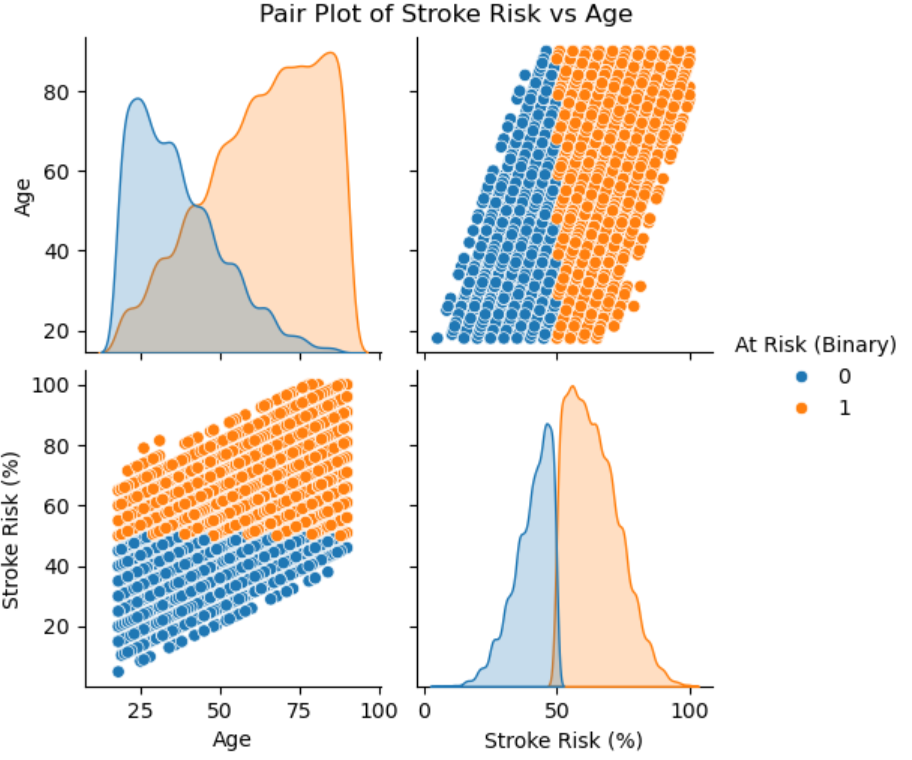 Pair Plot of Stroke Risk vs Age
Age
80
60
40
20
At Risk (Binary)
0
1
Stroke Risk (%)
100
80
60
40
20
25 50 75 100
Age
0 50 100
Stroke Risk (%)